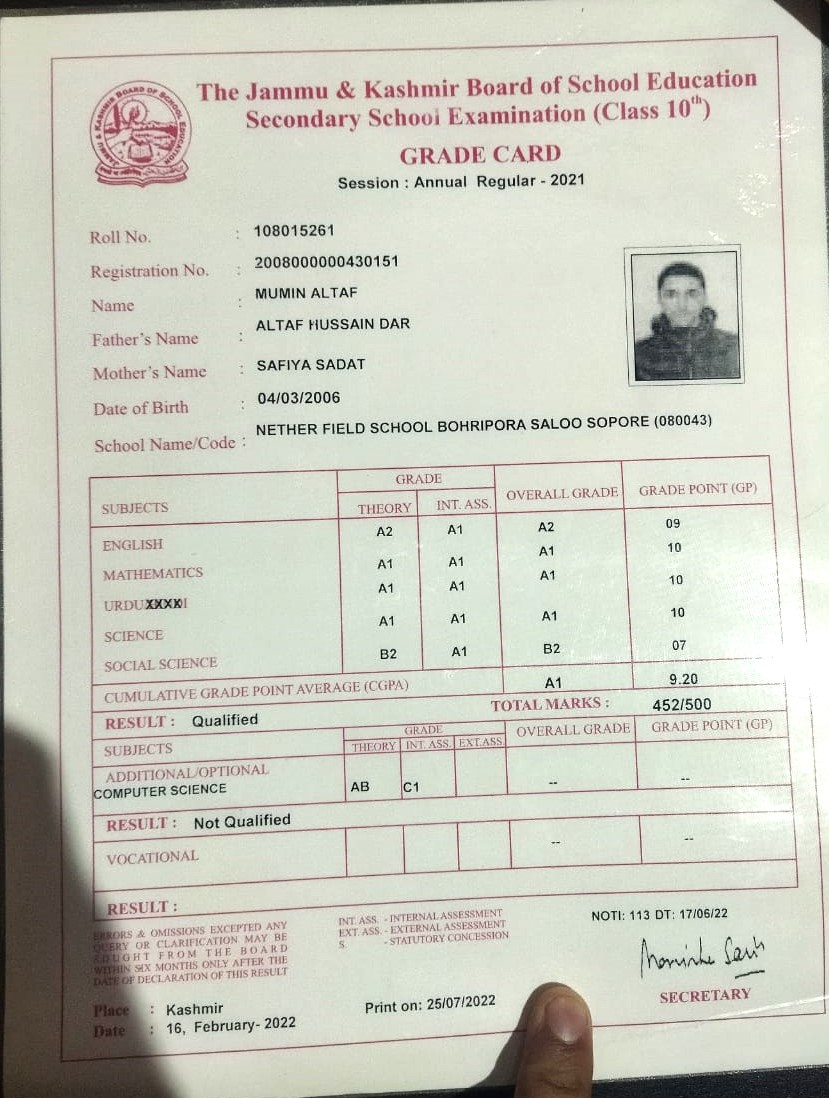 JAMMU & KASHMIR BOARD OF SCHOOL EDUCATION
The Jammu & Kashmir Board of School Education
Secondary School Examination (Class 10th)
GRADE CARD
Session : Annual Regular - 2021
Roll No. : 108015261
Registration No. : 2008000000430151
Name : MUMIN ALTAF
Father's Name : ALTAF HUSSAIN DAR
Mother's Name : SAFIYA SADAT
Date of Birth : 04/03/2006
School Name/Code : NETHER FIELD SCHOOL BOHRIPORA SALOO SOPORE (080043)
SUBJECTS GRADE OVERALL GRADE GRADE POINT (GP)
THEORY INT. ASS.
ENGLISH A2 A1 A2 09
MATHEMATICS A1 A1 A1 10
URDUXXXXI A1 A1 A1 10
SCIENCE A1 A1 A1 10
SOCIAL SCIENCE B2 A1 B2 07
CUMULATIVE GRADE POINT AVERAGE (CGPA) A1 9.20
RESULT : Qualified TOTAL MARKS : 452/500
SUBJECTS GRADE OVERALL GRADE GRADE POINT (GP)
THEORY INT. ASS. EXT.ASS.
ADDITIONAL/OPTIONAL
COMPUTER SCIENCE AB C1 -- --
RESULT : Not Qualified
VOCATIONAL -- --
RESULT :
ERRORS & OMISSIONS EXCEPTED ANY
QUERY OR CLARIFICATION MAY BE
SOUGHT FROM THE BOARD
WITHIN SIX MONTHS ONLY AFTER THE
DATE OF DECLARATION OF THIS RESULT
INT. ASS. - INTERNAL ASSESSMENT
EXT. ASS. - EXTERNAL ASSESSMENT
S. - STATUTORY CONCESSION
NOTI: 113 DT: 17/06/22
SECRETARY
Place : Kashmir
Date : 16, February- 2022
Print on: 25/07/2022